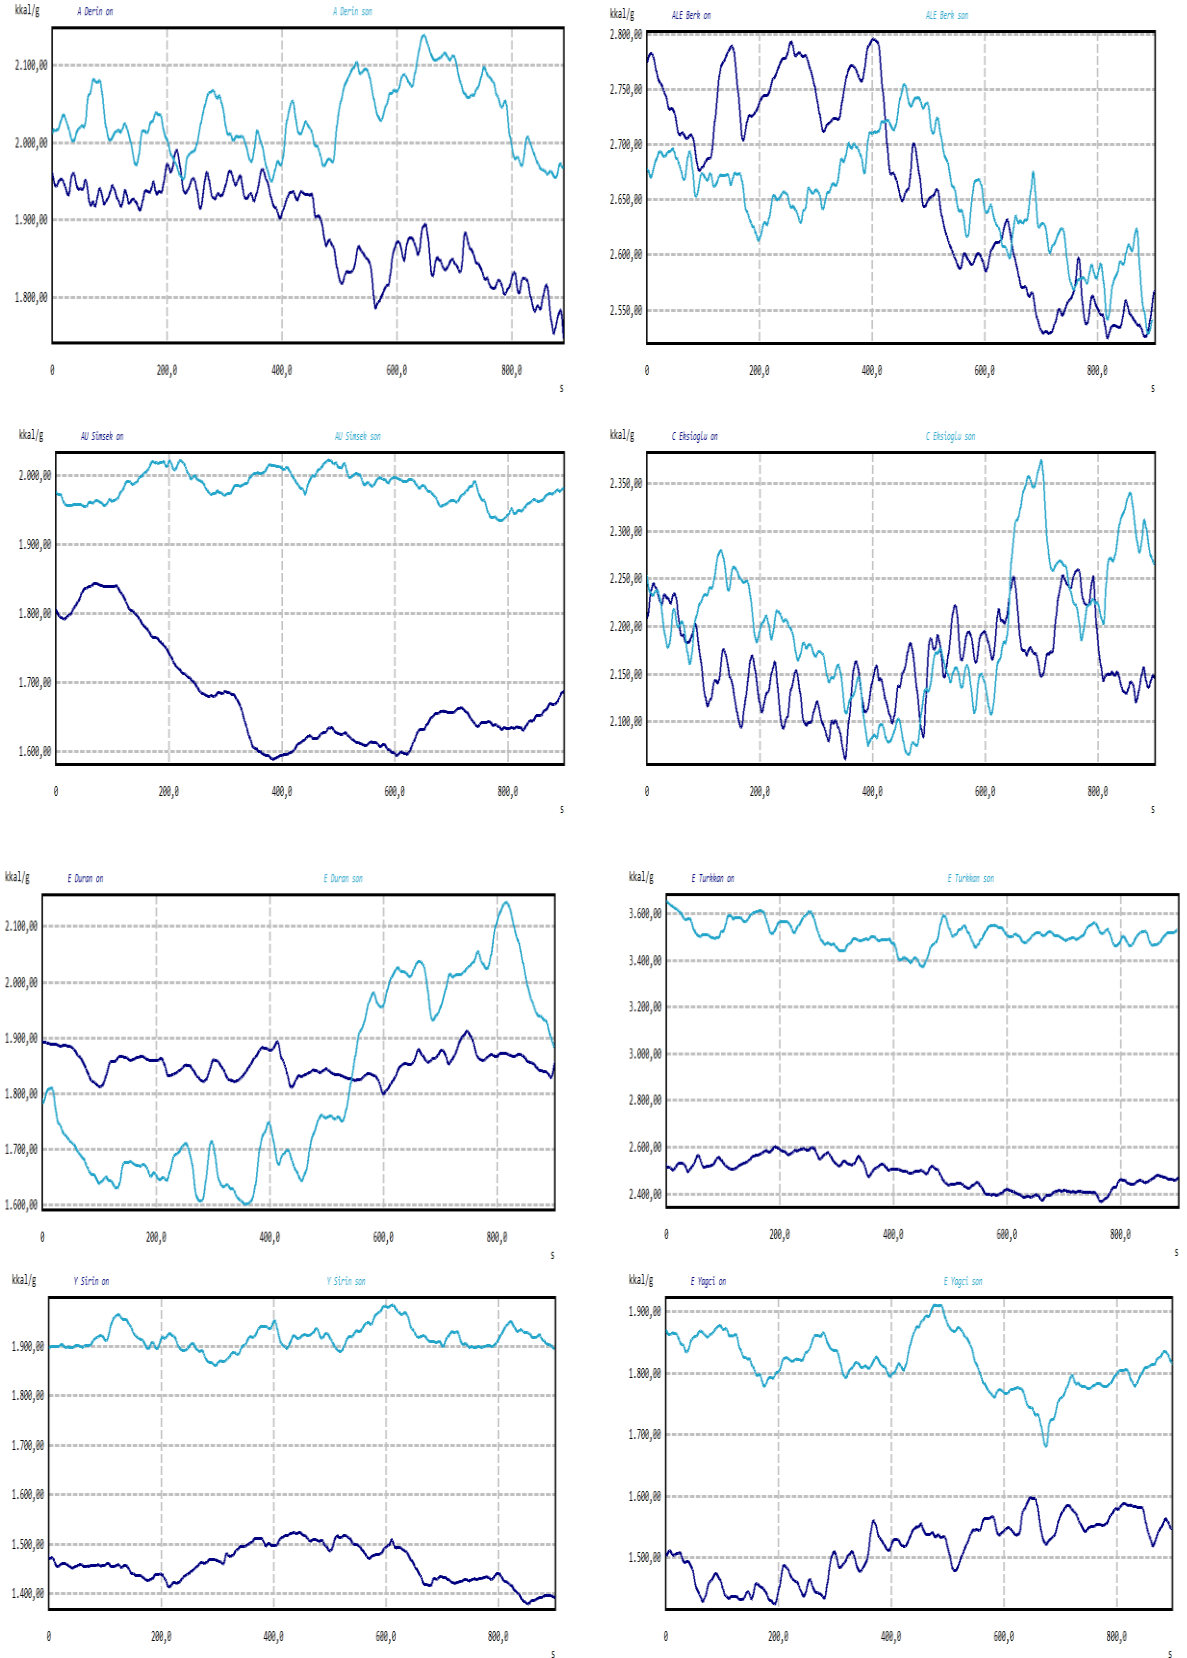 kkal/g A Derin on A Derin son
2.100,00
2.000,00
1.900,00
1.800,00
0 200,0 400,0 600,0 800,0
s
kkal/g ALE Berk on ALE Berk son
2.800,00
2.750,00
2.700,00
2.650,00
2.600,00
2.550,00
0 200,0 400,0 600,0 800,0
s
kkal/g AU Simsek on AU Simsek son
2.000,00
1.900,00
1.800,00
1.700,00
1.600,00
0 200,0 400,0 600,0 800,0
s
kkal/g C Eksioglu on C Eksioglu son
2.350,00
2.300,00
2.250,00
2.200,00
2.150,00
2.100,00
0 200,0 400,0 600,0 800,0
s
kkal/g E Duran on E Duran son
2.100,00
2.000,00
1.900,00
1.800,00
1.700,00
1.600,00
0 200,0 400,0 600,0 800,0
s
kkal/g E Turkkan on E Turkkan son
3.600,00
3.400,00
3.200,00
3.000,00
2.800,00
2.600,00
2.400,00
0 200,0 400,0 600,0 800,0
s
kkal/g Y Sirin on Y Sirin son
1.900,00
1.800,00
1.700,00
1.600,00
1.500,00
1.400,00
0 200,0 400,0 600,0 800,0
s
kkal/g E Yagci on E Yagci son
1.900,00
1.800,00
1.700,00
1.600,00
1.500,00
0 200,0 400,0 600,0 800,0
s